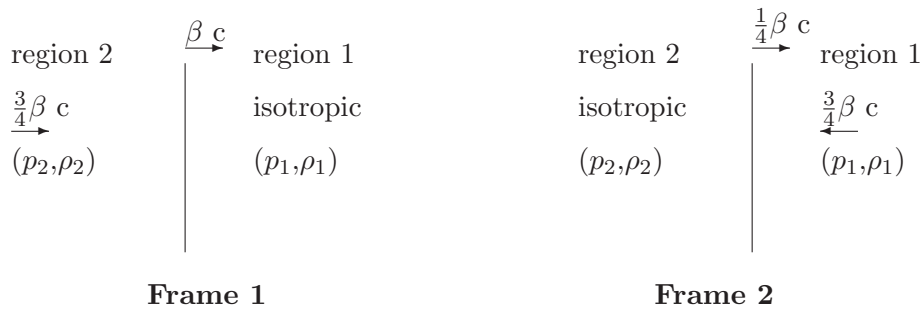 β c
region 2
region 1
isotropic
3/4 β c
(p₂,ρ₂)
(p₁,ρ₁)
Frame 1
1/4 β c
region 2
region 1
isotropic
3/4 β c
(p₂,ρ₂)
(p₁,ρ₁)
Frame 2